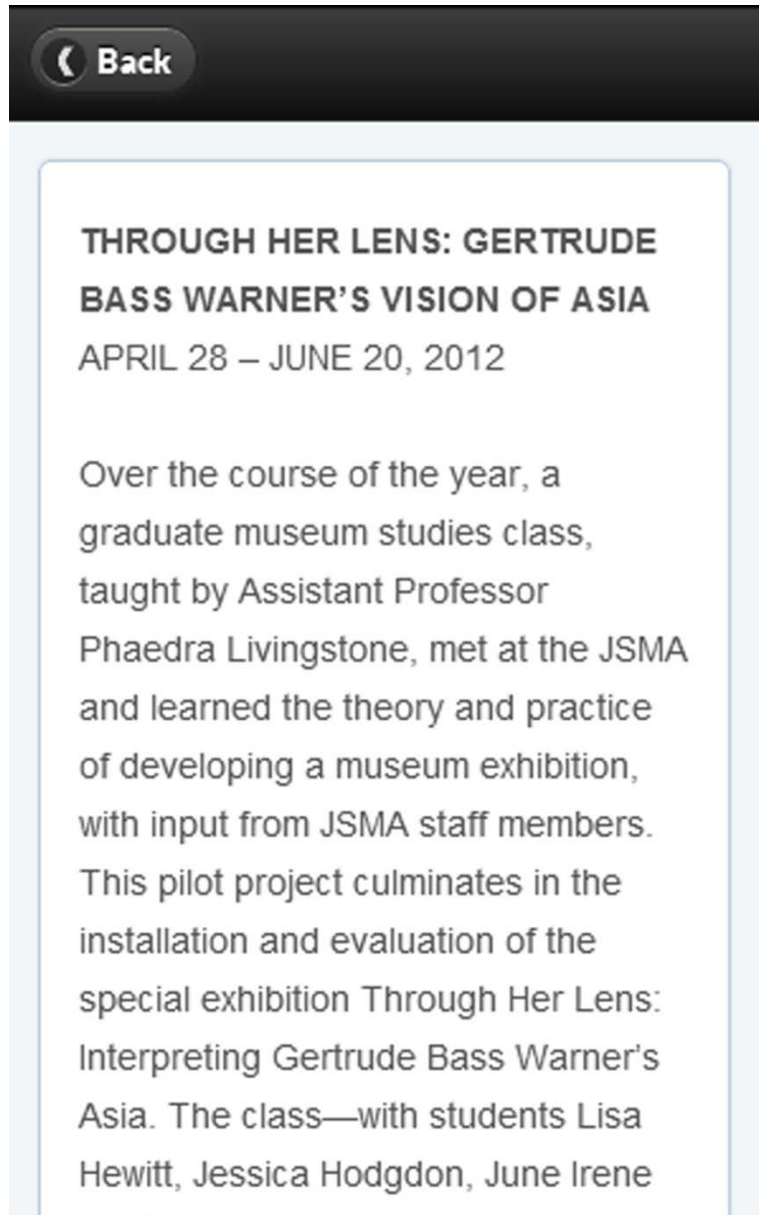 Back
THROUGH HER LENS: GERTRUDE
BASS WARNER’S VISION OF ASIA
APRIL 28 – JUNE 20, 2012
Over the course of the year, a
graduate museum studies class,
taught by Assistant Professor
Phaedra Livingstone, met at the JSMA
and learned the theory and practice
of developing a museum exhibition,
with input from JSMA staff members.
This pilot project culminates in the
installation and evaluation of the
special exhibition Through Her Lens:
Interpreting Gertrude Bass Warner’s
Asia. The class—with students Lisa
Hewitt, Jessica Hodgdon, June Irene